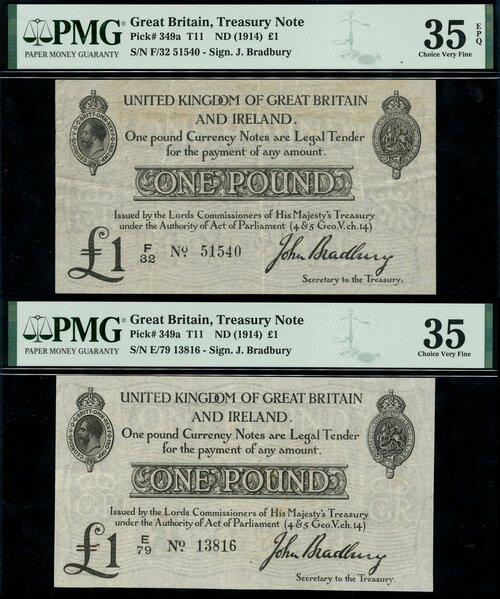 PMG
PAPER MONEY GUARANTY
Great Britain, Treasury Note
Pick# 349a T11 ND (1914) £1
S/N F/32 51540 - Sign. J. Bradbury
35 EPQ
Choice Very Fine
UNITED KINGDOM OF GREAT BRITAIN
AND IRELAND.
One pound Currency Notes are Legal Tender
for the payment of any amount.
ONE POUND
Issued by the Lords Commissioners of His Majesty's Treasury
under the Authority of Act of Parliament (4 & 5 Geo.V. ch.14)
£1 F/32 No. 51540 John Bradbury
Secretary to the Treasury.
PMG
PAPER MONEY GUARANTY
Great Britain, Treasury Note
Pick# 349a T11 ND (1914) £1
S/N E/79 13816 - Sign. J. Bradbury
35
Choice Very Fine
UNITED KINGDOM OF GREAT BRITAIN
AND IRELAND.
One pound Currency Notes are Legal Tender
for the payment of any amount.
ONE POUND
Issued by the Lords Commissioners of His Majesty's Treasury
under the Authority of Act of Parliament (4 & 5 Geo.V. ch.14)
£1 E/79 No. 13816 John Bradbury
Secretary to the Treasury.